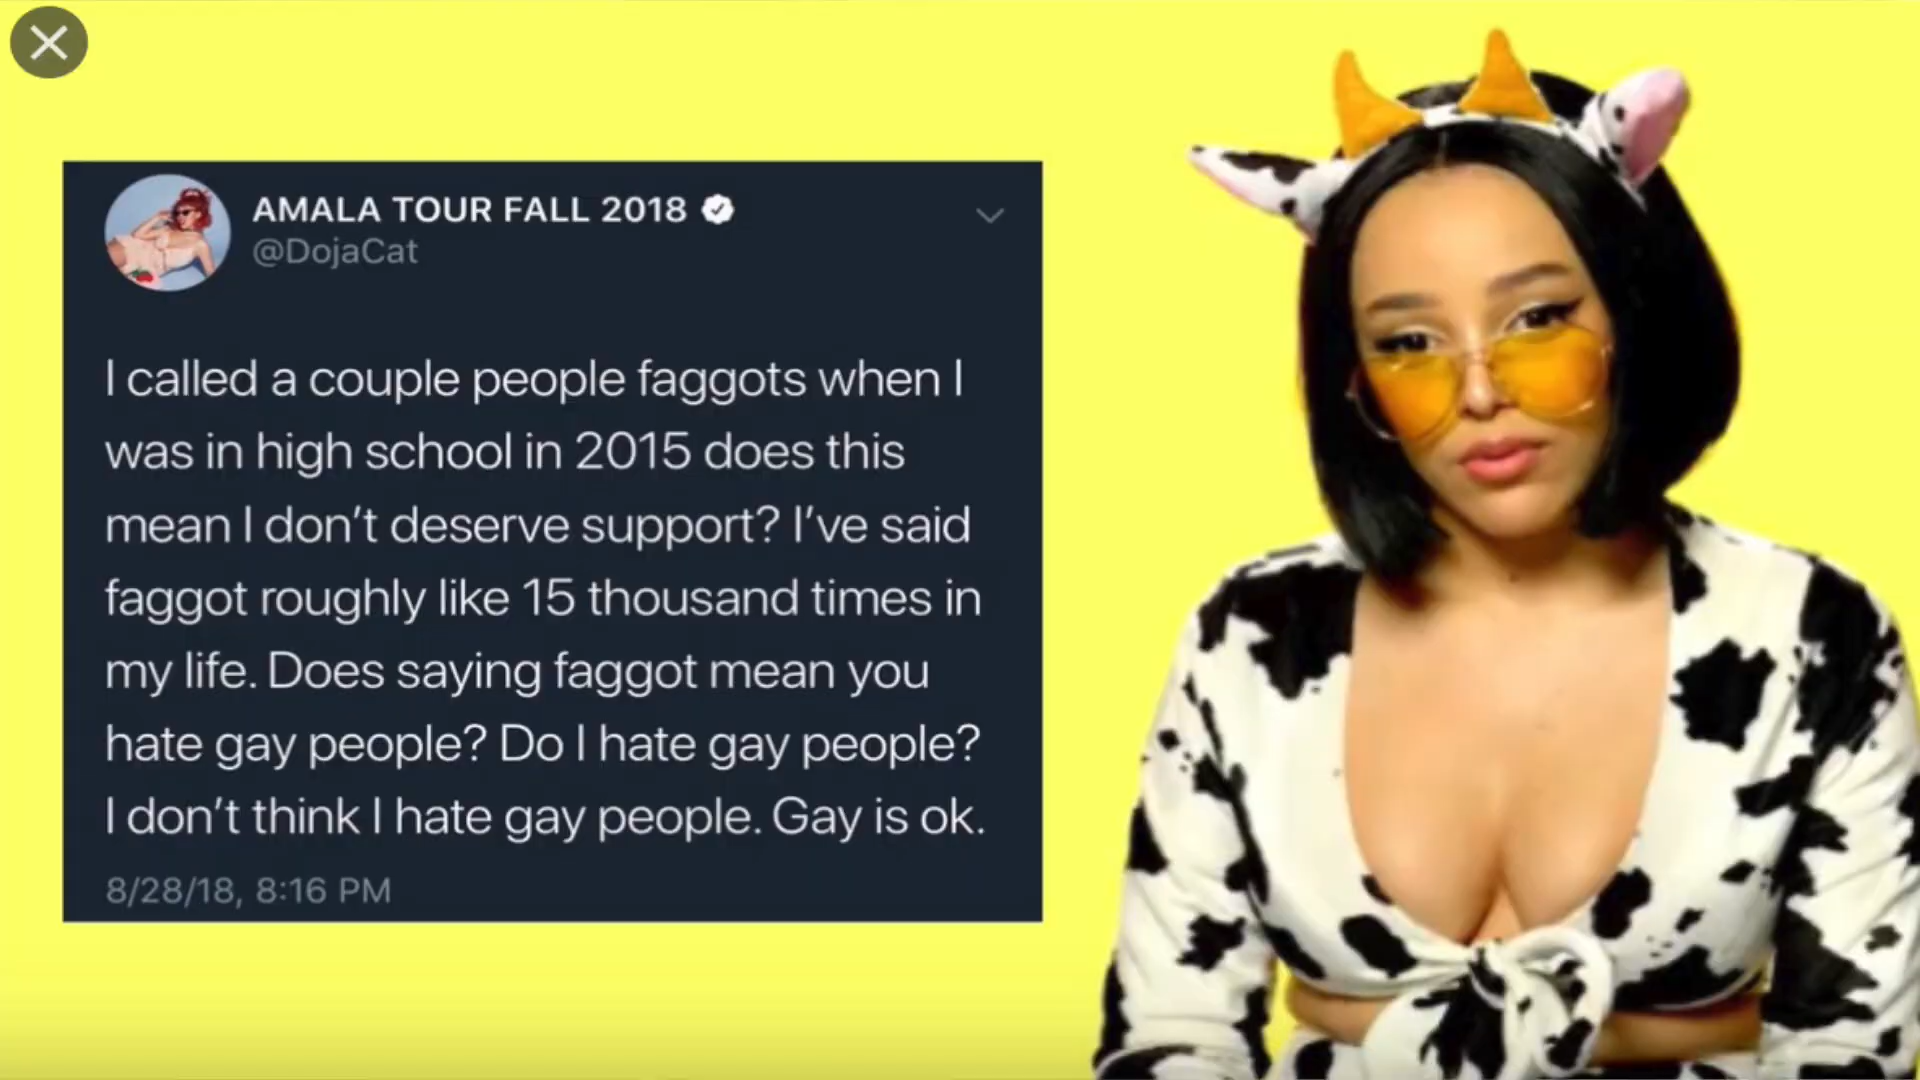 AMALA TOUR FALL 2018
@DojaCat
I called a couple people faggots when I
was in high school in 2015 does this
mean I don't deserve support? I've said
faggot roughly like 15 thousand times in
my life. Does saying faggot mean you
hate gay people? Do I hate gay people?
I don't think I hate gay people. Gay is ok.
8/28/18, 8:16 PM